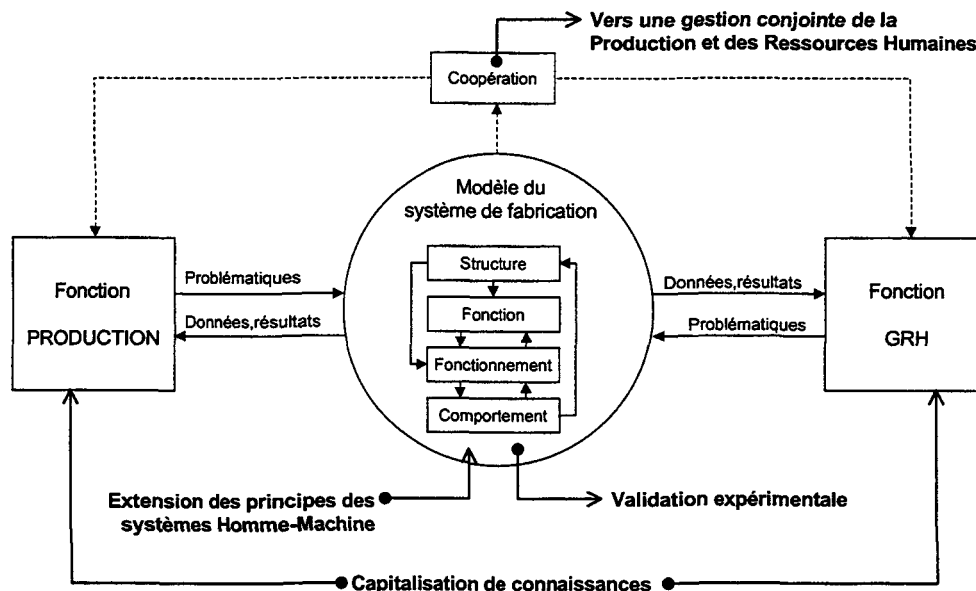 Vers une gestion conjointe de la
Production et des Ressources Humaines
Coopération
Modèle du
système de fabrication
Structure
Fonction
Fonctionnement
Comportement
Fonction
PRODUCTION
Problématiques
Données,résultats
Données,résultats
Problématiques
Fonction
GRH
Extension des principes des
systèmes Homme-Machine
Validation expérimentale
Capitalisation de connaissances